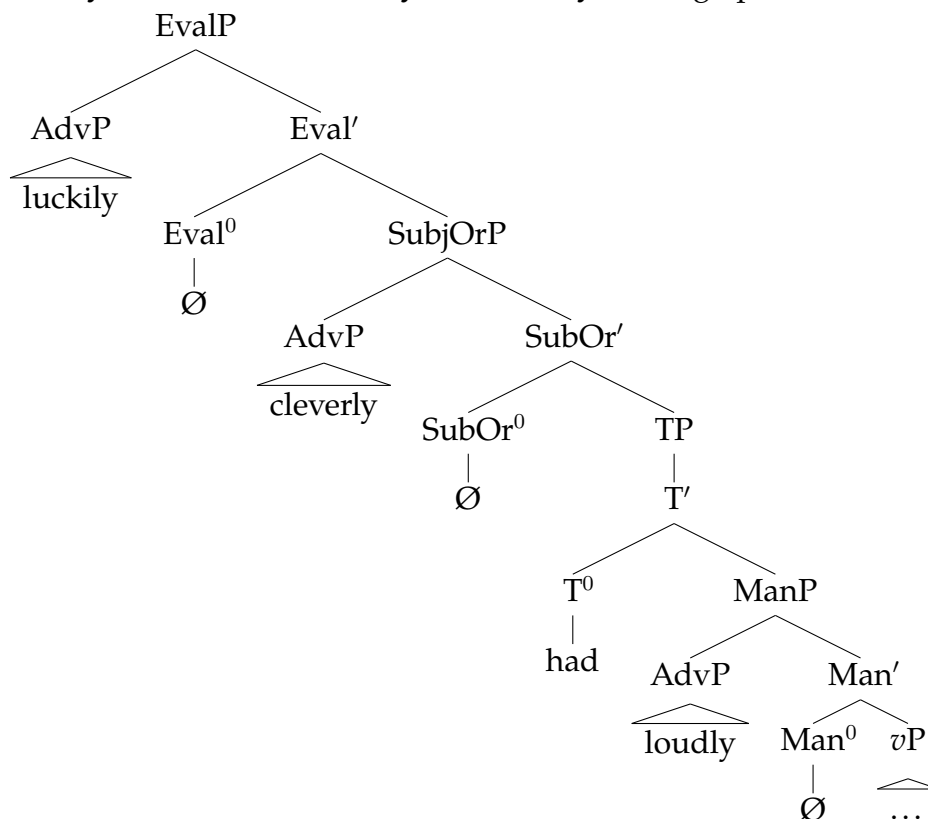 EvalP
AdvP Eval′
luckily
Eval⁰ SubjOrP
Ø
AdvP SubOr′
cleverly
SubOr⁰ TP
Ø T′
T⁰ ManP
had AdvP Man′
loudly Man⁰ vP
Ø …